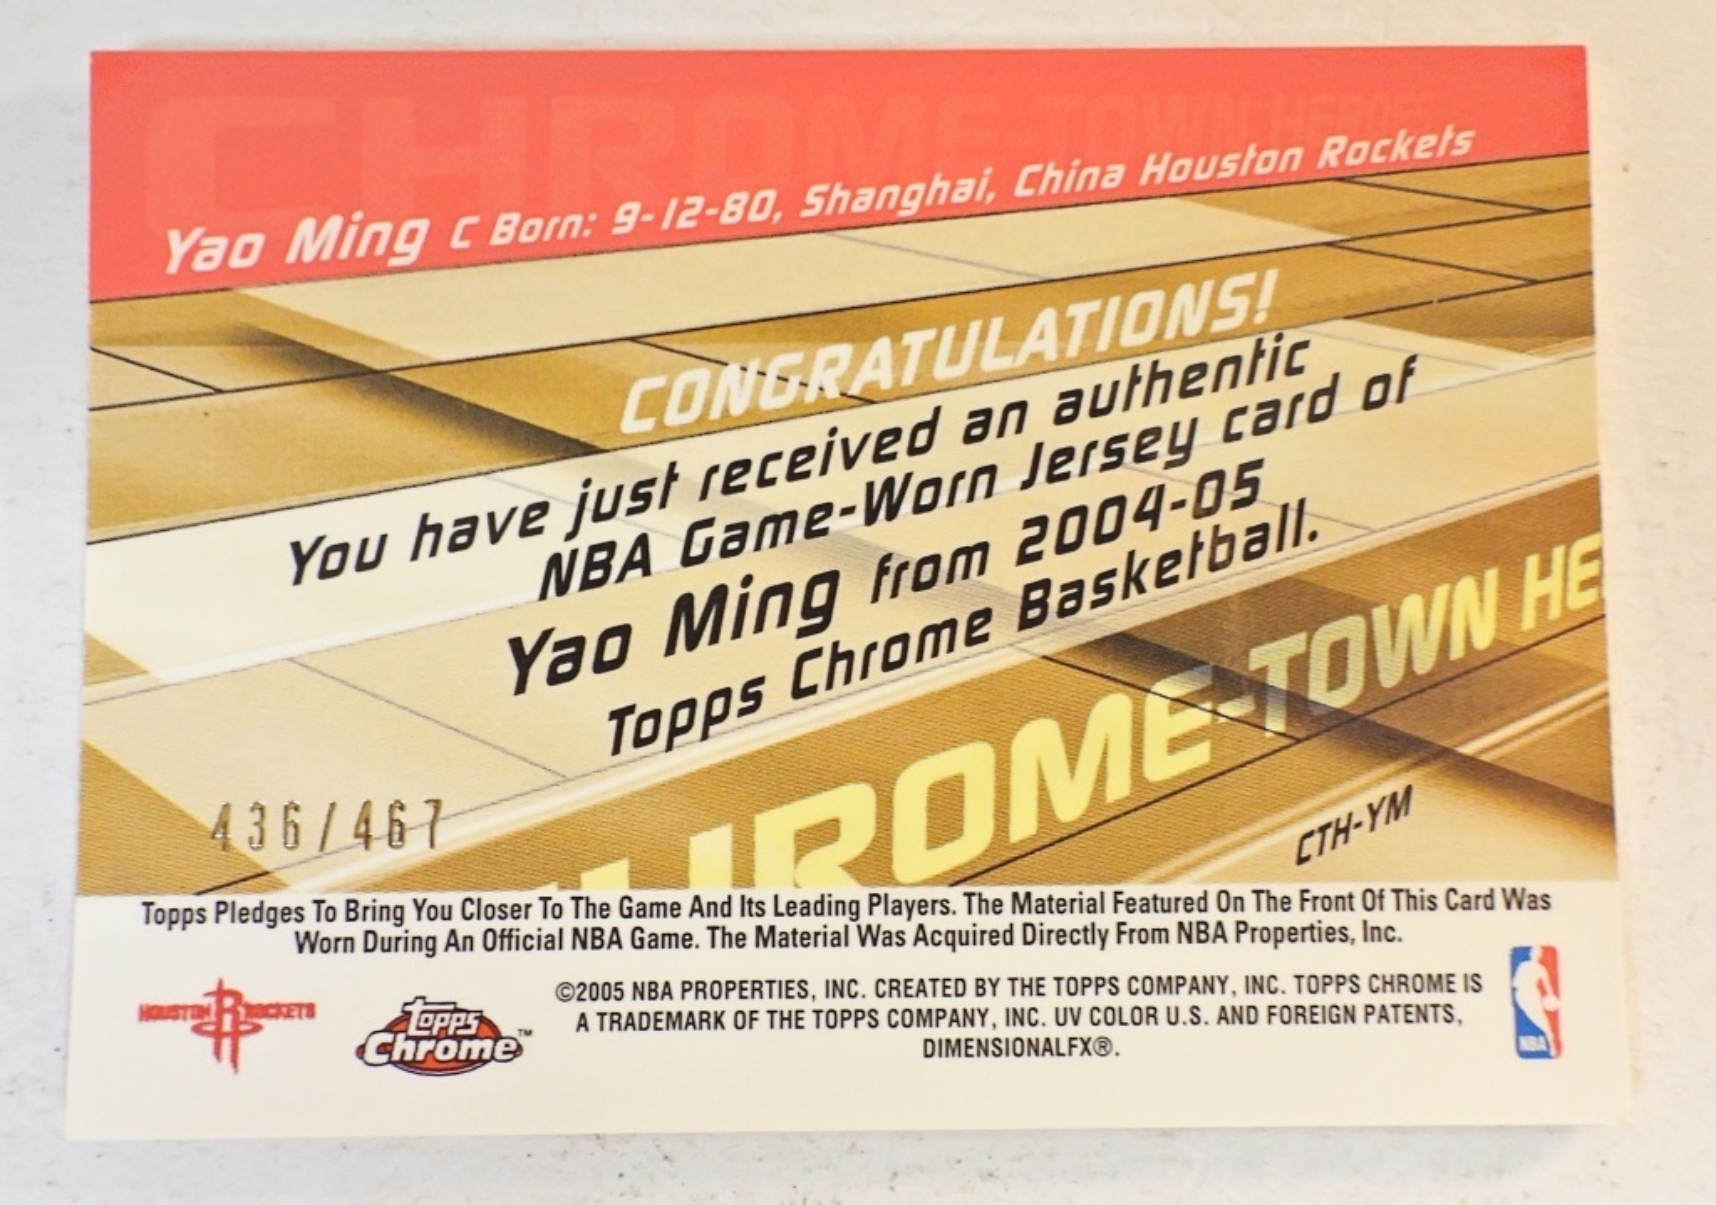 CHROME-TOWN HEROES
Yao Ming C Born: 9-12-80, Shanghai, China Houston Rockets
CONGRATULATIONS!
You have just received an authentic
NBA Game-Worn Jersey card of
Yao Ming from 2004-05
Topps Chrome Basketball.
CHROME-TOWN HE
436/467
CTH-YM
Topps Pledges To Bring You Closer To The Game And Its Leading Players. The Material Featured On The Front Of This Card Was
Worn During An Official NBA Game. The Material Was Acquired Directly From NBA Properties, Inc.
HOUSTON ROCKETS
Topps
Chrome™
©2005 NBA PROPERTIES, INC. CREATED BY THE TOPPS COMPANY, INC. TOPPS CHROME IS
A TRADEMARK OF THE TOPPS COMPANY, INC. UV COLOR U.S. AND FOREIGN PATENTS,
DIMENSIONALFX®.
NBA